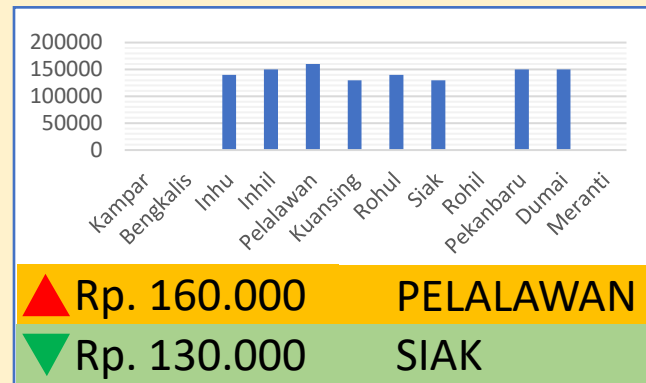 200000
150000
100000
50000
0
Kampar
Bengkalis
Inhu
Inhil
Pelalawan
Kuansing
Rohul
Siak
Rohil
Pekanbaru
Dumai
Meranti
Rp. 160.000 PELALAWAN
Rp. 130.000 SIAK